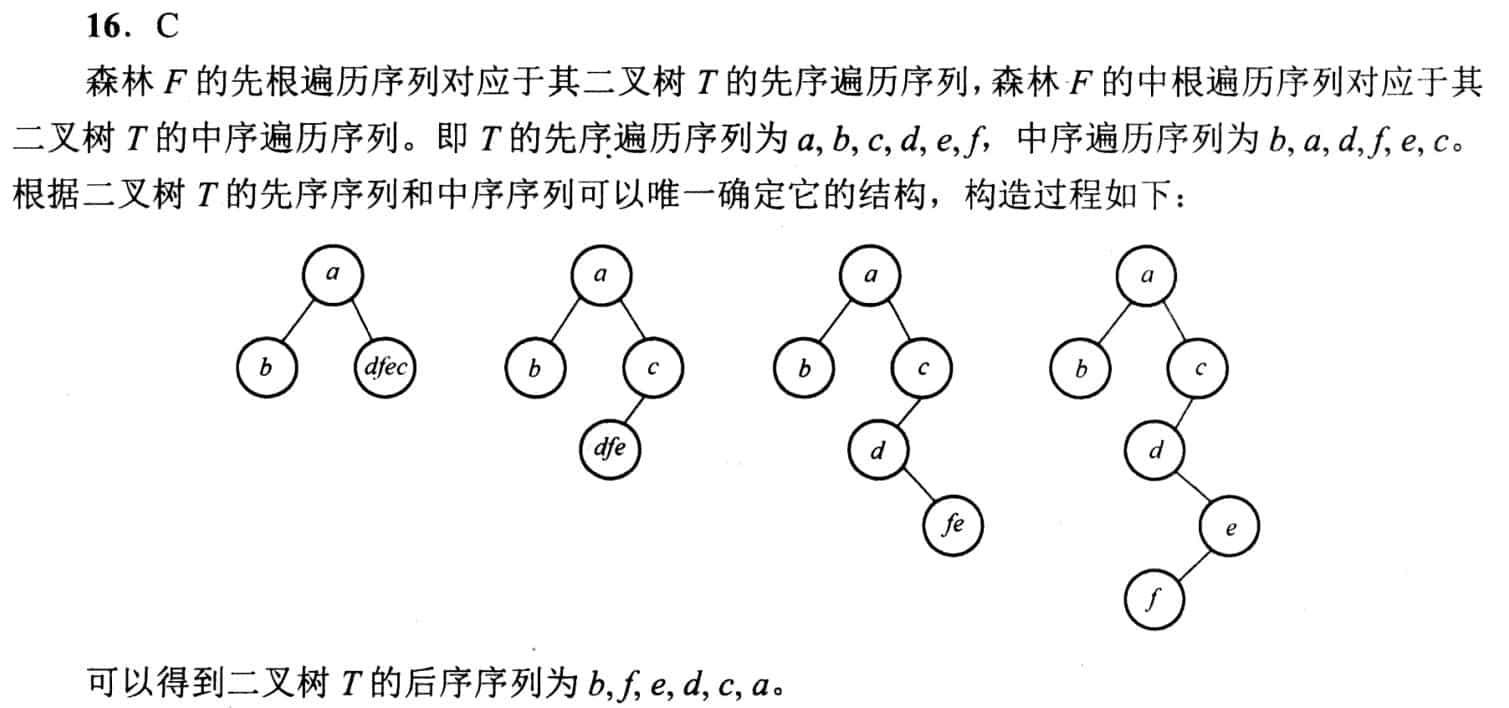 16. C
森林 F 的先根遍历序列对应于其二叉树 T 的先序遍历序列，森林 F 的中根遍历序列对应于其
二叉树 T 的中序遍历序列。即 T 的先序遍历序列为 a, b, c, d, e, f，中序遍历序列为 b, a, d, f, e, c。
根据二叉树 T 的先序序列和中序序列可以唯一确定它的结构，构造过程如下：
a
b
dfec
a
b
c
dfe
a
b
c
d
fe
a
b
c
d
e
f
可以得到二叉树 T 的后序序列为 b, f, e, d, c, a。